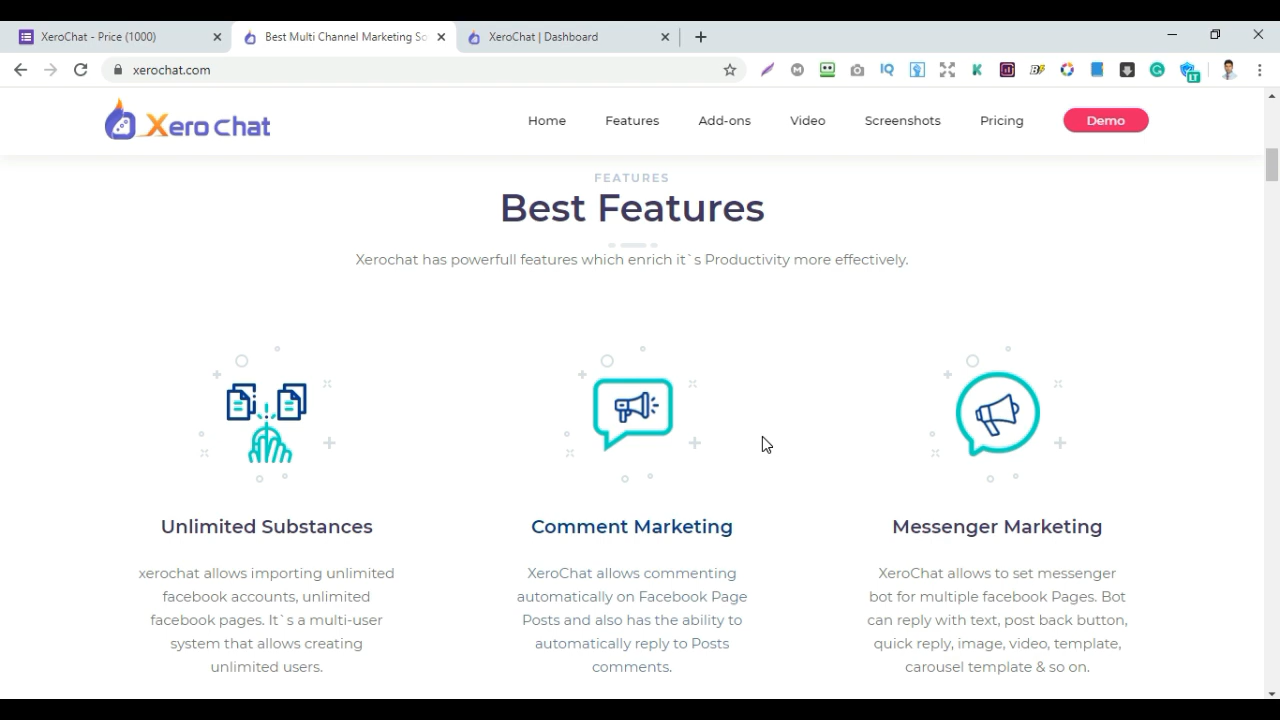 XeroChat - Price (1000)
Best Multi Channel Marketing So
XeroChat | Dashboard
xerochat.com
Xero Chat
Home
Features
Add-ons
Video
Screenshots
Pricing
Demo
FEATURES
Best Features
Xerochat has powerfull features which enrich it`s Productivity more effectively.
Unlimited Substances
xerochat allows importing unlimited
facebook accounts, unlimited
facebook pages. It`s a multi-user
system that allows creating
unlimited users.
Comment Marketing
XeroChat allows commenting
automatically on Facebook Page
Posts and also has the ability to
automatically reply to Posts
comments.
Messenger Marketing
XeroChat allows to set messenger
bot for multiple facebook Pages. Bot
can reply with text, post back button,
quick reply, image, video, template,
carousel template & so on.